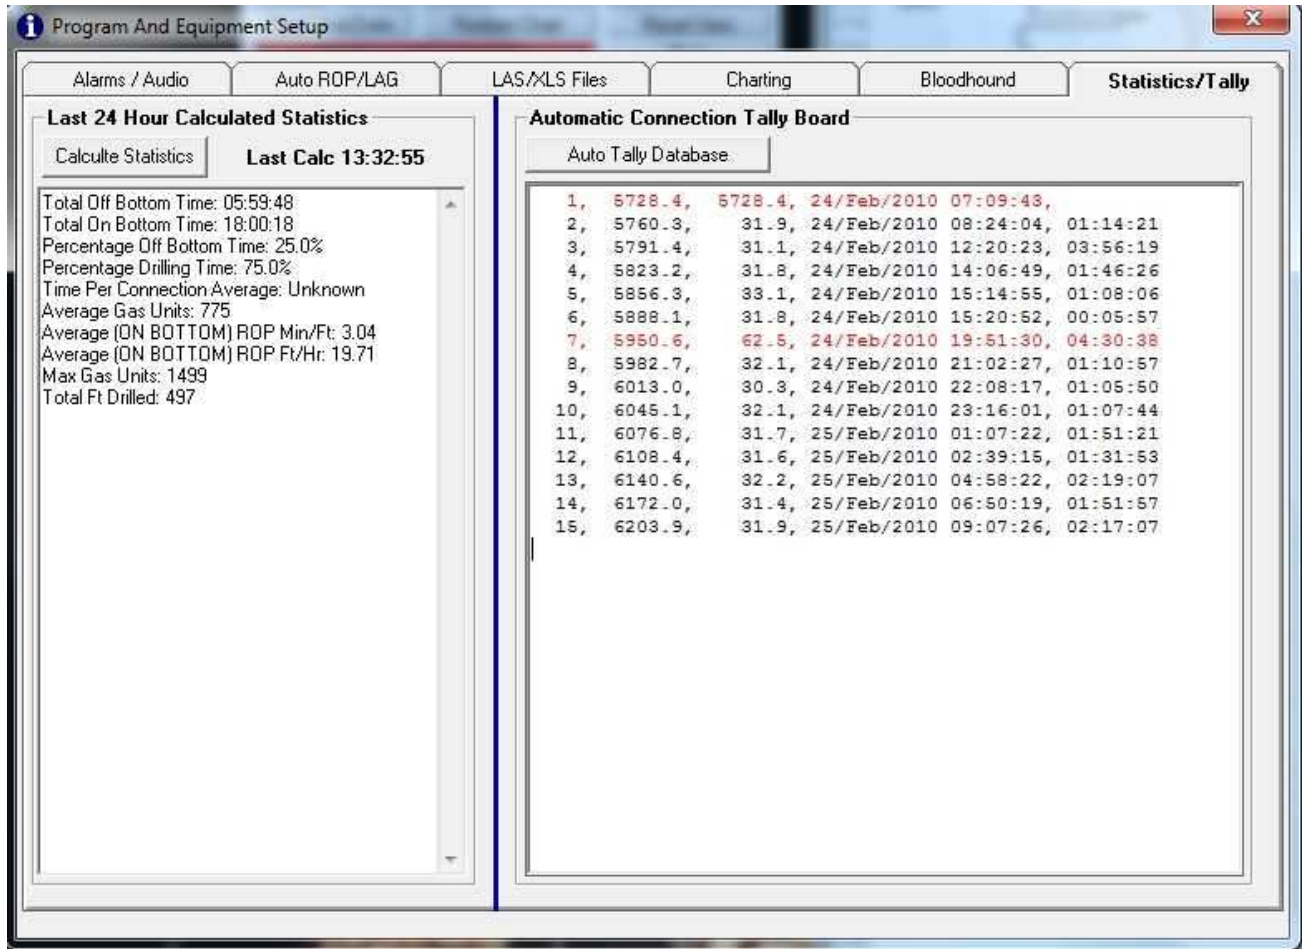 Program And Equipment Setup
Alarms / Audio
Auto ROP/LAG
LAS/XLS Files
Charting
Bloodhound
Statistics/Tally
Last 24 Hour Calculated Statistics
Calculte Statistics
Last Calc 13:32:55
Total Off Bottom Time: 05:59:48
Total On Bottom Time: 18:00:18
Percentage Off Bottom Time: 25.0%
Percentage Drilling Time: 75.0%
Time Per Connection Average: Unknown
Average Gas Units: 775
Average (ON BOTTOM) ROP Min/Ft: 3.04
Average (ON BOTTOM) ROP Ft/Hr: 19.71
Max Gas Units: 1499
Total Ft Drilled: 497
Automatic Connection Tally Board
Auto Tally Database
1, 5728.4, 5728.4, 24/Feb/2010 07:09:43,
2, 5760.3, 31.9, 24/Feb/2010 08:24:04, 01:14:21
3, 5791.4, 31.1, 24/Feb/2010 12:20:23, 03:56:19
4, 5823.2, 31.8, 24/Feb/2010 14:06:49, 01:46:26
5, 5856.3, 33.1, 24/Feb/2010 15:14:55, 01:08:06
6, 5888.1, 31.8, 24/Feb/2010 15:20:52, 00:05:57
7, 5950.6, 62.5, 24/Feb/2010 19:51:30, 04:30:38
8, 5982.7, 32.1, 24/Feb/2010 21:02:27, 01:10:57
9, 6013.0, 30.3, 24/Feb/2010 22:08:17, 01:05:50
10, 6045.1, 32.1, 24/Feb/2010 23:16:01, 01:07:44
11, 6076.8, 31.7, 25/Feb/2010 01:07:22, 01:51:21
12, 6108.4, 31.6, 25/Feb/2010 02:39:15, 01:31:53
13, 6140.6, 32.2, 25/Feb/2010 04:58:22, 02:19:07
14, 6172.0, 31.4, 25/Feb/2010 06:50:19, 01:51:57
15, 6203.9, 31.9, 25/Feb/2010 09:07:26, 02:17:07